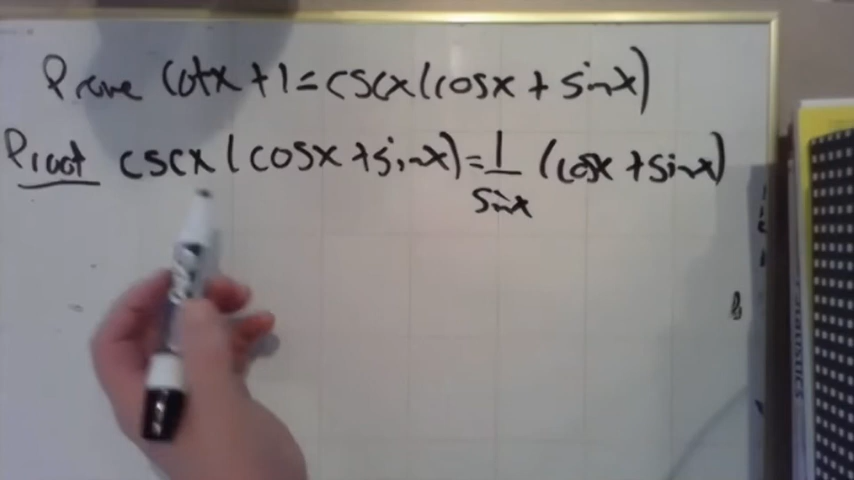 Prove cotx + 1 = cscx(cosx + sinx)
Proof cscx(cosx + sinx) = 1/sinx (cosx + sinx)